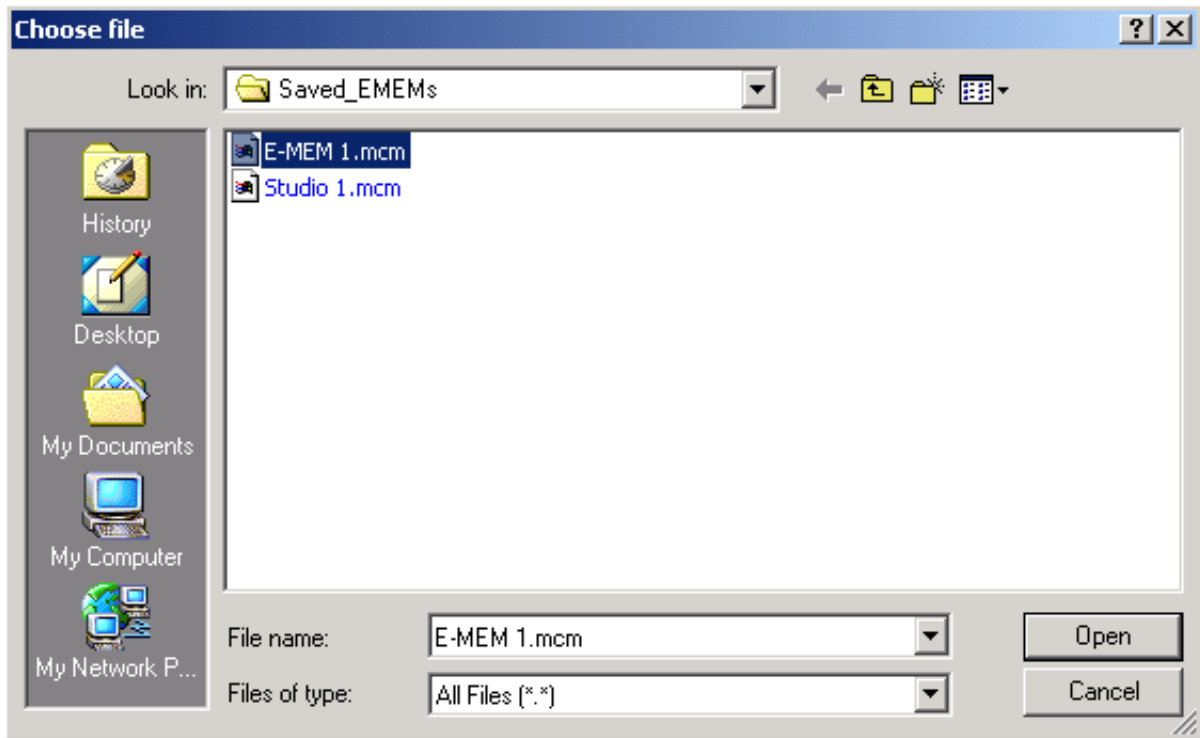 Choose file
Look in: Saved_EMEMs
E-MEM 1.mcm
Studio 1.mcm
History
Desktop
My Documents
My Computer
My Network P...
File name: E-MEM 1.mcm
Open
Files of type: All Files (*.*)
Cancel